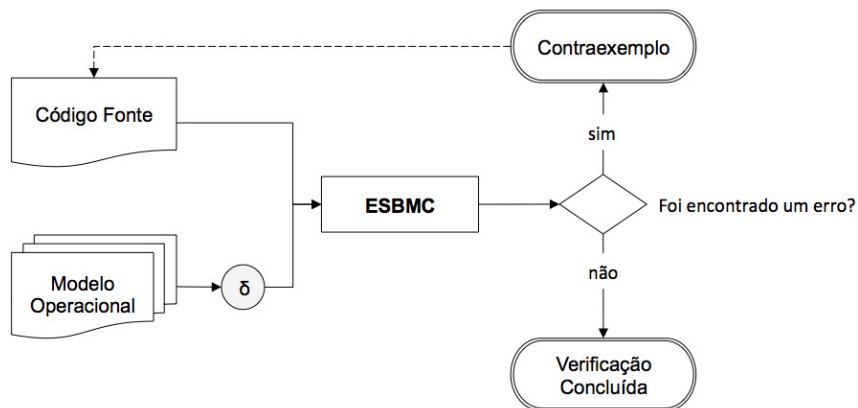 Contraexemplo
Código Fonte
sim
ESBMC
Foi encontrado um erro?
Modelo
Operacional
δ
não
Verificação
Concluída